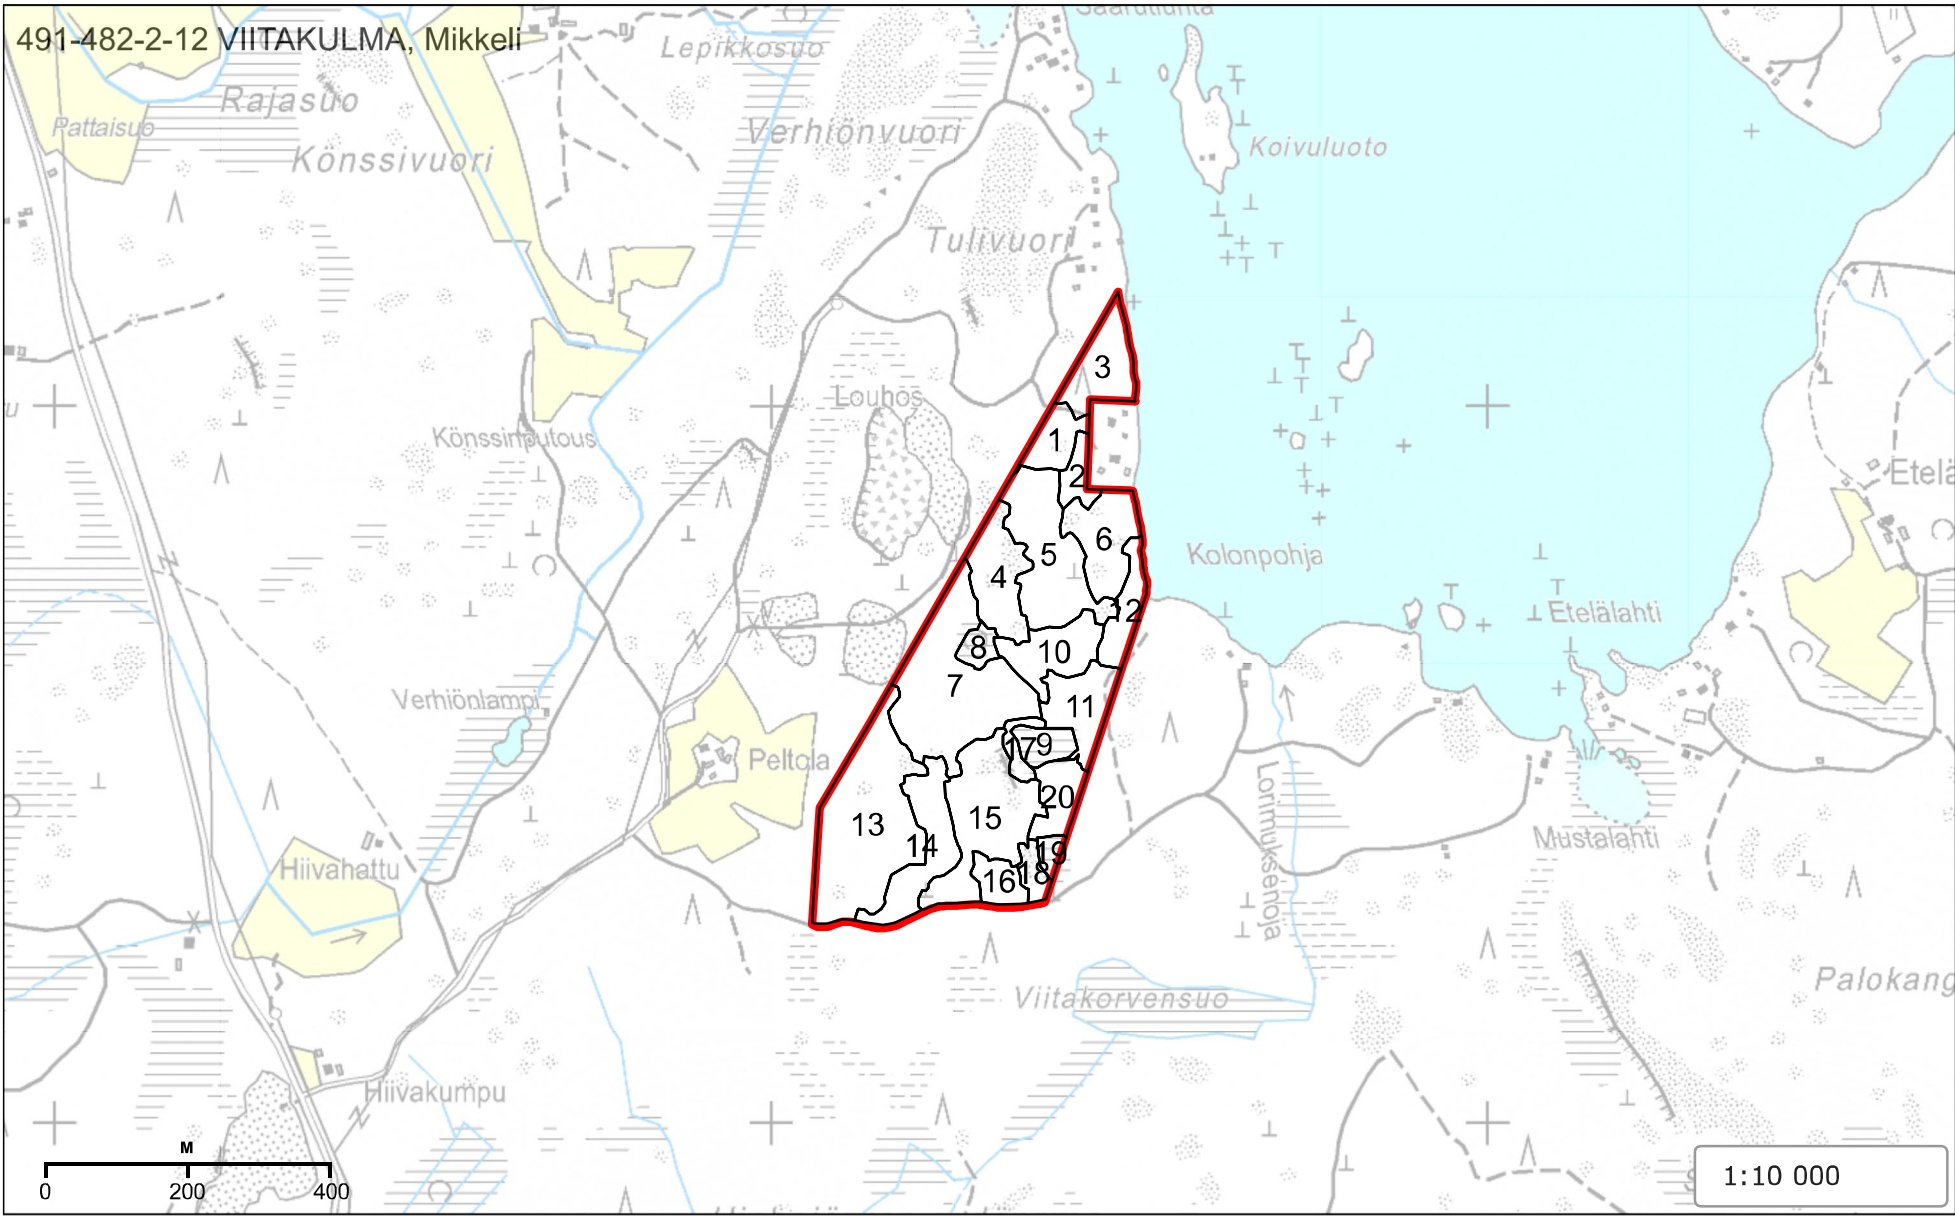 491-482-2-12 VIITAKULMA, Mikkeli
Lepikkosuo
Rajasuo
Pattaisuo
Verhiönvuori
Könssivuori
Koivuluoto
Tulivuori
3
Louhos
Könssinputous
1
2
Etelä
6
5
Kolonpohja
4
12
Etelälahti
8
10
7
Verhiönlampi
11
17
9
Peltola
20
15
13
Mustalahti
14
19
Hiivahattu
18
16
Lorimuksenoja
Palokang
Viitakorvensuo
Hiivakumpu
M
0
200
400
1:10 000